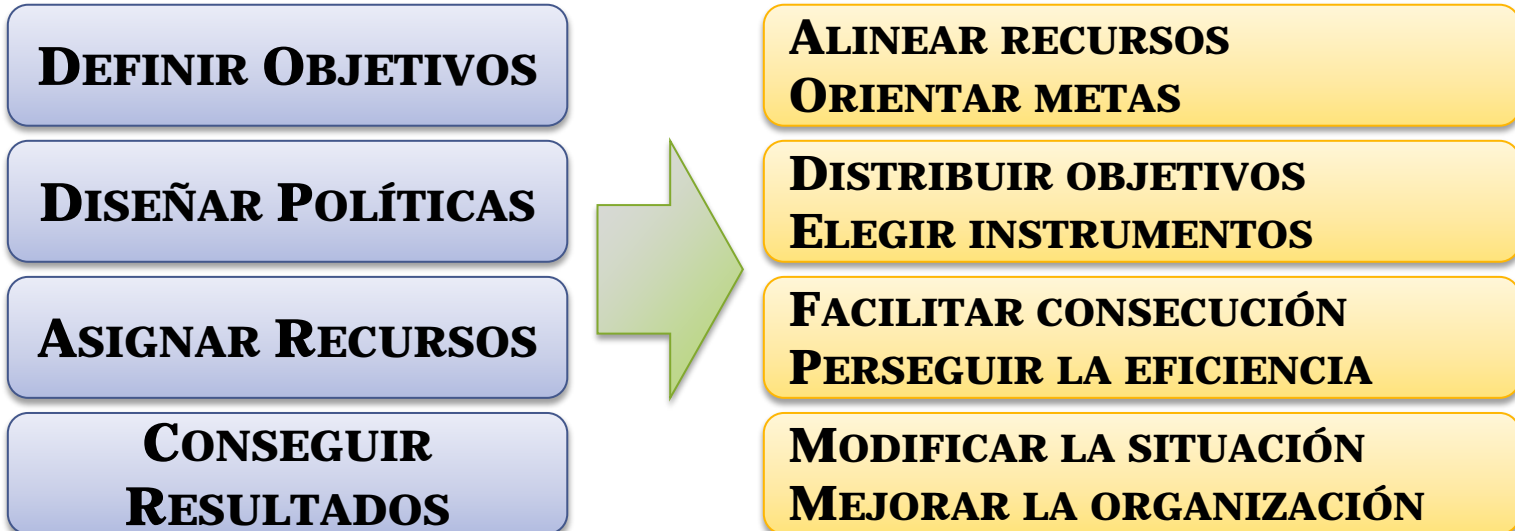 DEFINIR OBJETIVOS
ALINEAR RECURSOS
ORIENTAR METAS
DISEÑAR POLÍTICAS
DISTRIBUIR OBJETIVOS
ELEGIR INSTRUMENTOS
ASIGNAR RECURSOS
FACILITAR CONSECUCIÓN
PERSEGUIR LA EFICIENCIA
CONSEGUIR
RESULTADOS
MODIFICAR LA SITUACIÓN
MEJORAR LA ORGANIZACIÓN